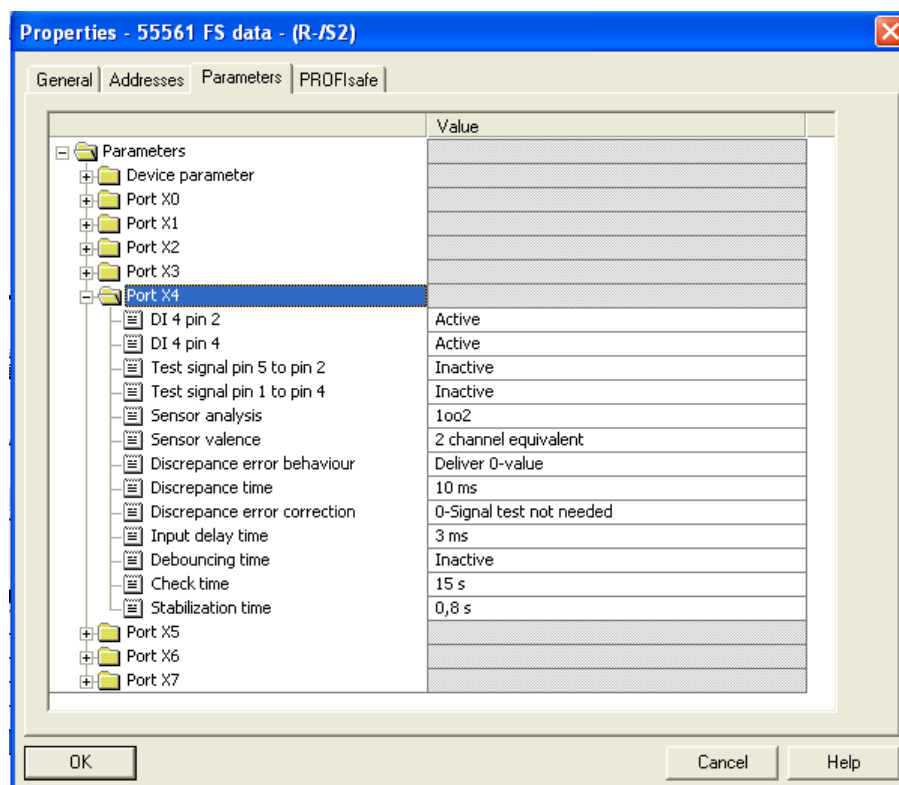 Properties - 55561 FS data - (R-/S2)
General Addresses Parameters PROFIsafe
Value
Parameters
Device parameter
Port X0
Port X1
Port X2
Port X3
Port X4
DI 4 pin 2 Active
DI 4 pin 4 Active
Test signal pin 5 to pin 2 Inactive
Test signal pin 1 to pin 4 Inactive
Sensor analysis 1oo2
Sensor valence 2 channel equivalent
Discrepance error behaviour Deliver 0-value
Discrepance time 10 ms
Discrepance error correction 0-Signal test not needed
Input delay time 3 ms
Debouncing time Inactive
Check time 15 s
Stabilization time 0,8 s
Port X5
Port X6
Port X7
OK Cancel Help